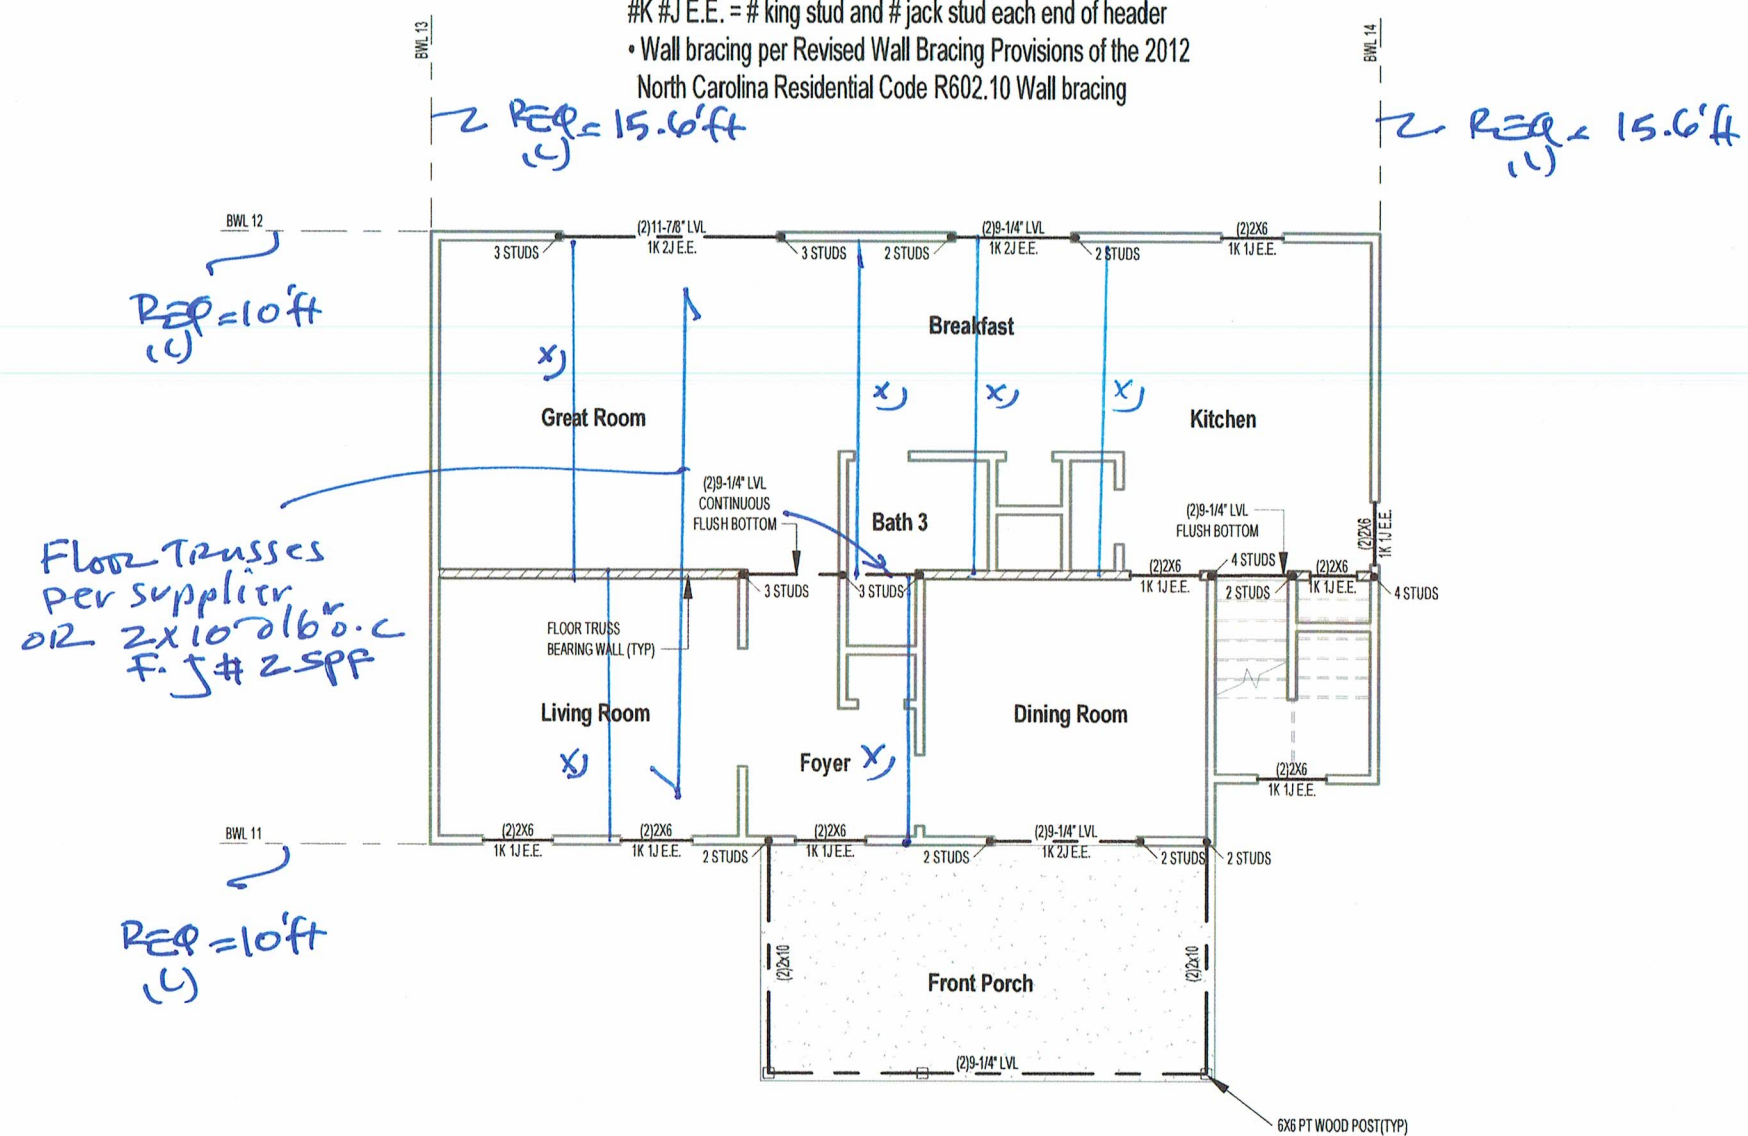 #K #J E.E. = # king stud and # jack stud each end of header
• Wall bracing per Revised Wall Bracing Provisions of the 2012
North Carolina Residential Code R602.10 Wall bracing
BWL 13
BWL 14
REQ = 15.6'ft
REQ = 15.6'ft
BWL 12
REQ = 10'ft
(2)11-7/8" LVL
1K 2J E.E.
3 STUDS
3 STUDS
2 STUDS
(2)9-1/4" LVL
1K 2J E.E.
2 STUDS
(2)2X6
1K 1J E.E.
Breakfast
XJ
XJ
XJ
XJ
Great Room
Kitchen
(2)9-1/4" LVL
CONTINUOUS
FLUSH BOTTOM
Bath 3
(2)9-1/4" LVL
FLUSH BOTTOM
(2)2X6
1K 1J E.E.
Floor Trusses
per supplier
OR 2x10 @ 16" o.c
F.J # 2 SPF
3 STUDS
3 STUDS
(2)2X6
1K 1J E.E.
4 STUDS
2 STUDS
(2)2X6
1K 1J E.E.
4 STUDS
FLOOR TRUSS
BEARING WALL (TYP)
Living Room
Dining Room
XJ
Foyer
XJ
(2)2X6
1K 1J E.E.
BWL 11
REQ = 10'ft
(2)2X6
1K 1J E.E.
(2)2X6
1K 1J E.E.
2 STUDS
(2)2X6
1K 1J E.E.
2 STUDS
(2)9-1/4" LVL
1K 2J E.E.
2 STUDS
2 STUDS
(2)2x10
(2)2x10
Front Porch
(2)9-1/4" LVL
6X6 PT WOOD POST(TYP)